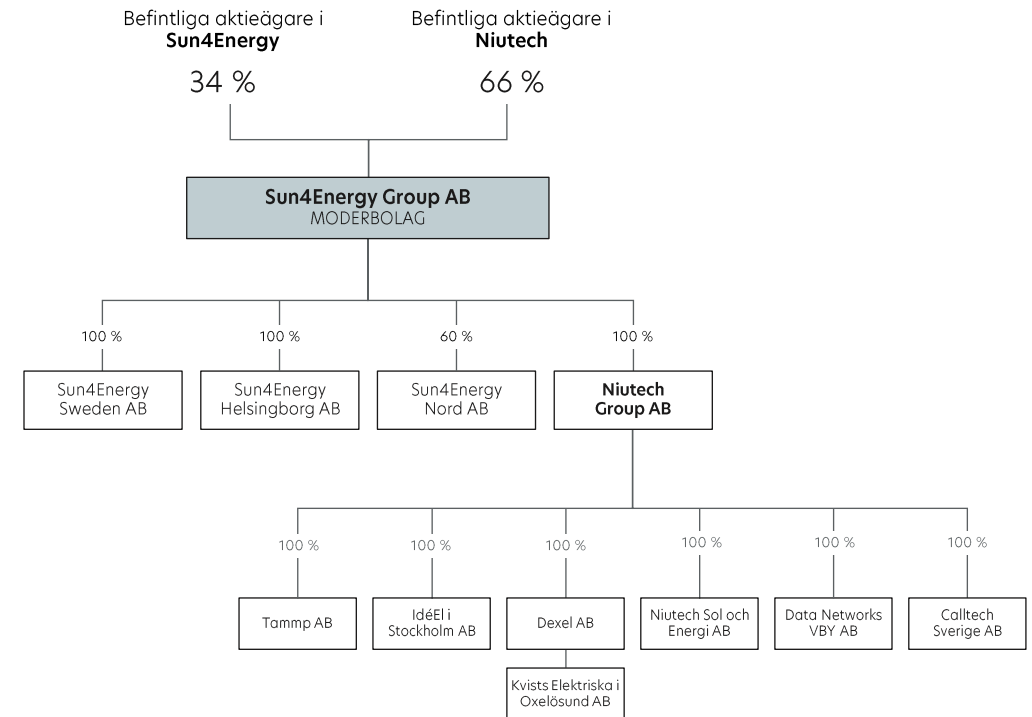 Befintliga aktieägare i
Sun4Energy
34 %
Befintliga aktieägare i
Niutech
66 %
Sun4Energy Group AB
MODERBOLAG
100 %
100 %
60 %
100 %
Sun4Energy
Sweden AB
Sun4Energy
Helsingborg AB
Sun4Energy
Nord AB
Niutech
Group AB
100 %
100 %
100 %
100 %
100 %
100 %
Tammp AB
IdéEl i
Stockholm AB
Dexel AB
Niutech Sol och
Energi AB
Data Networks
VBY AB
Calltech
Sverige AB
Kvists Elektriska i
Oxelösund AB